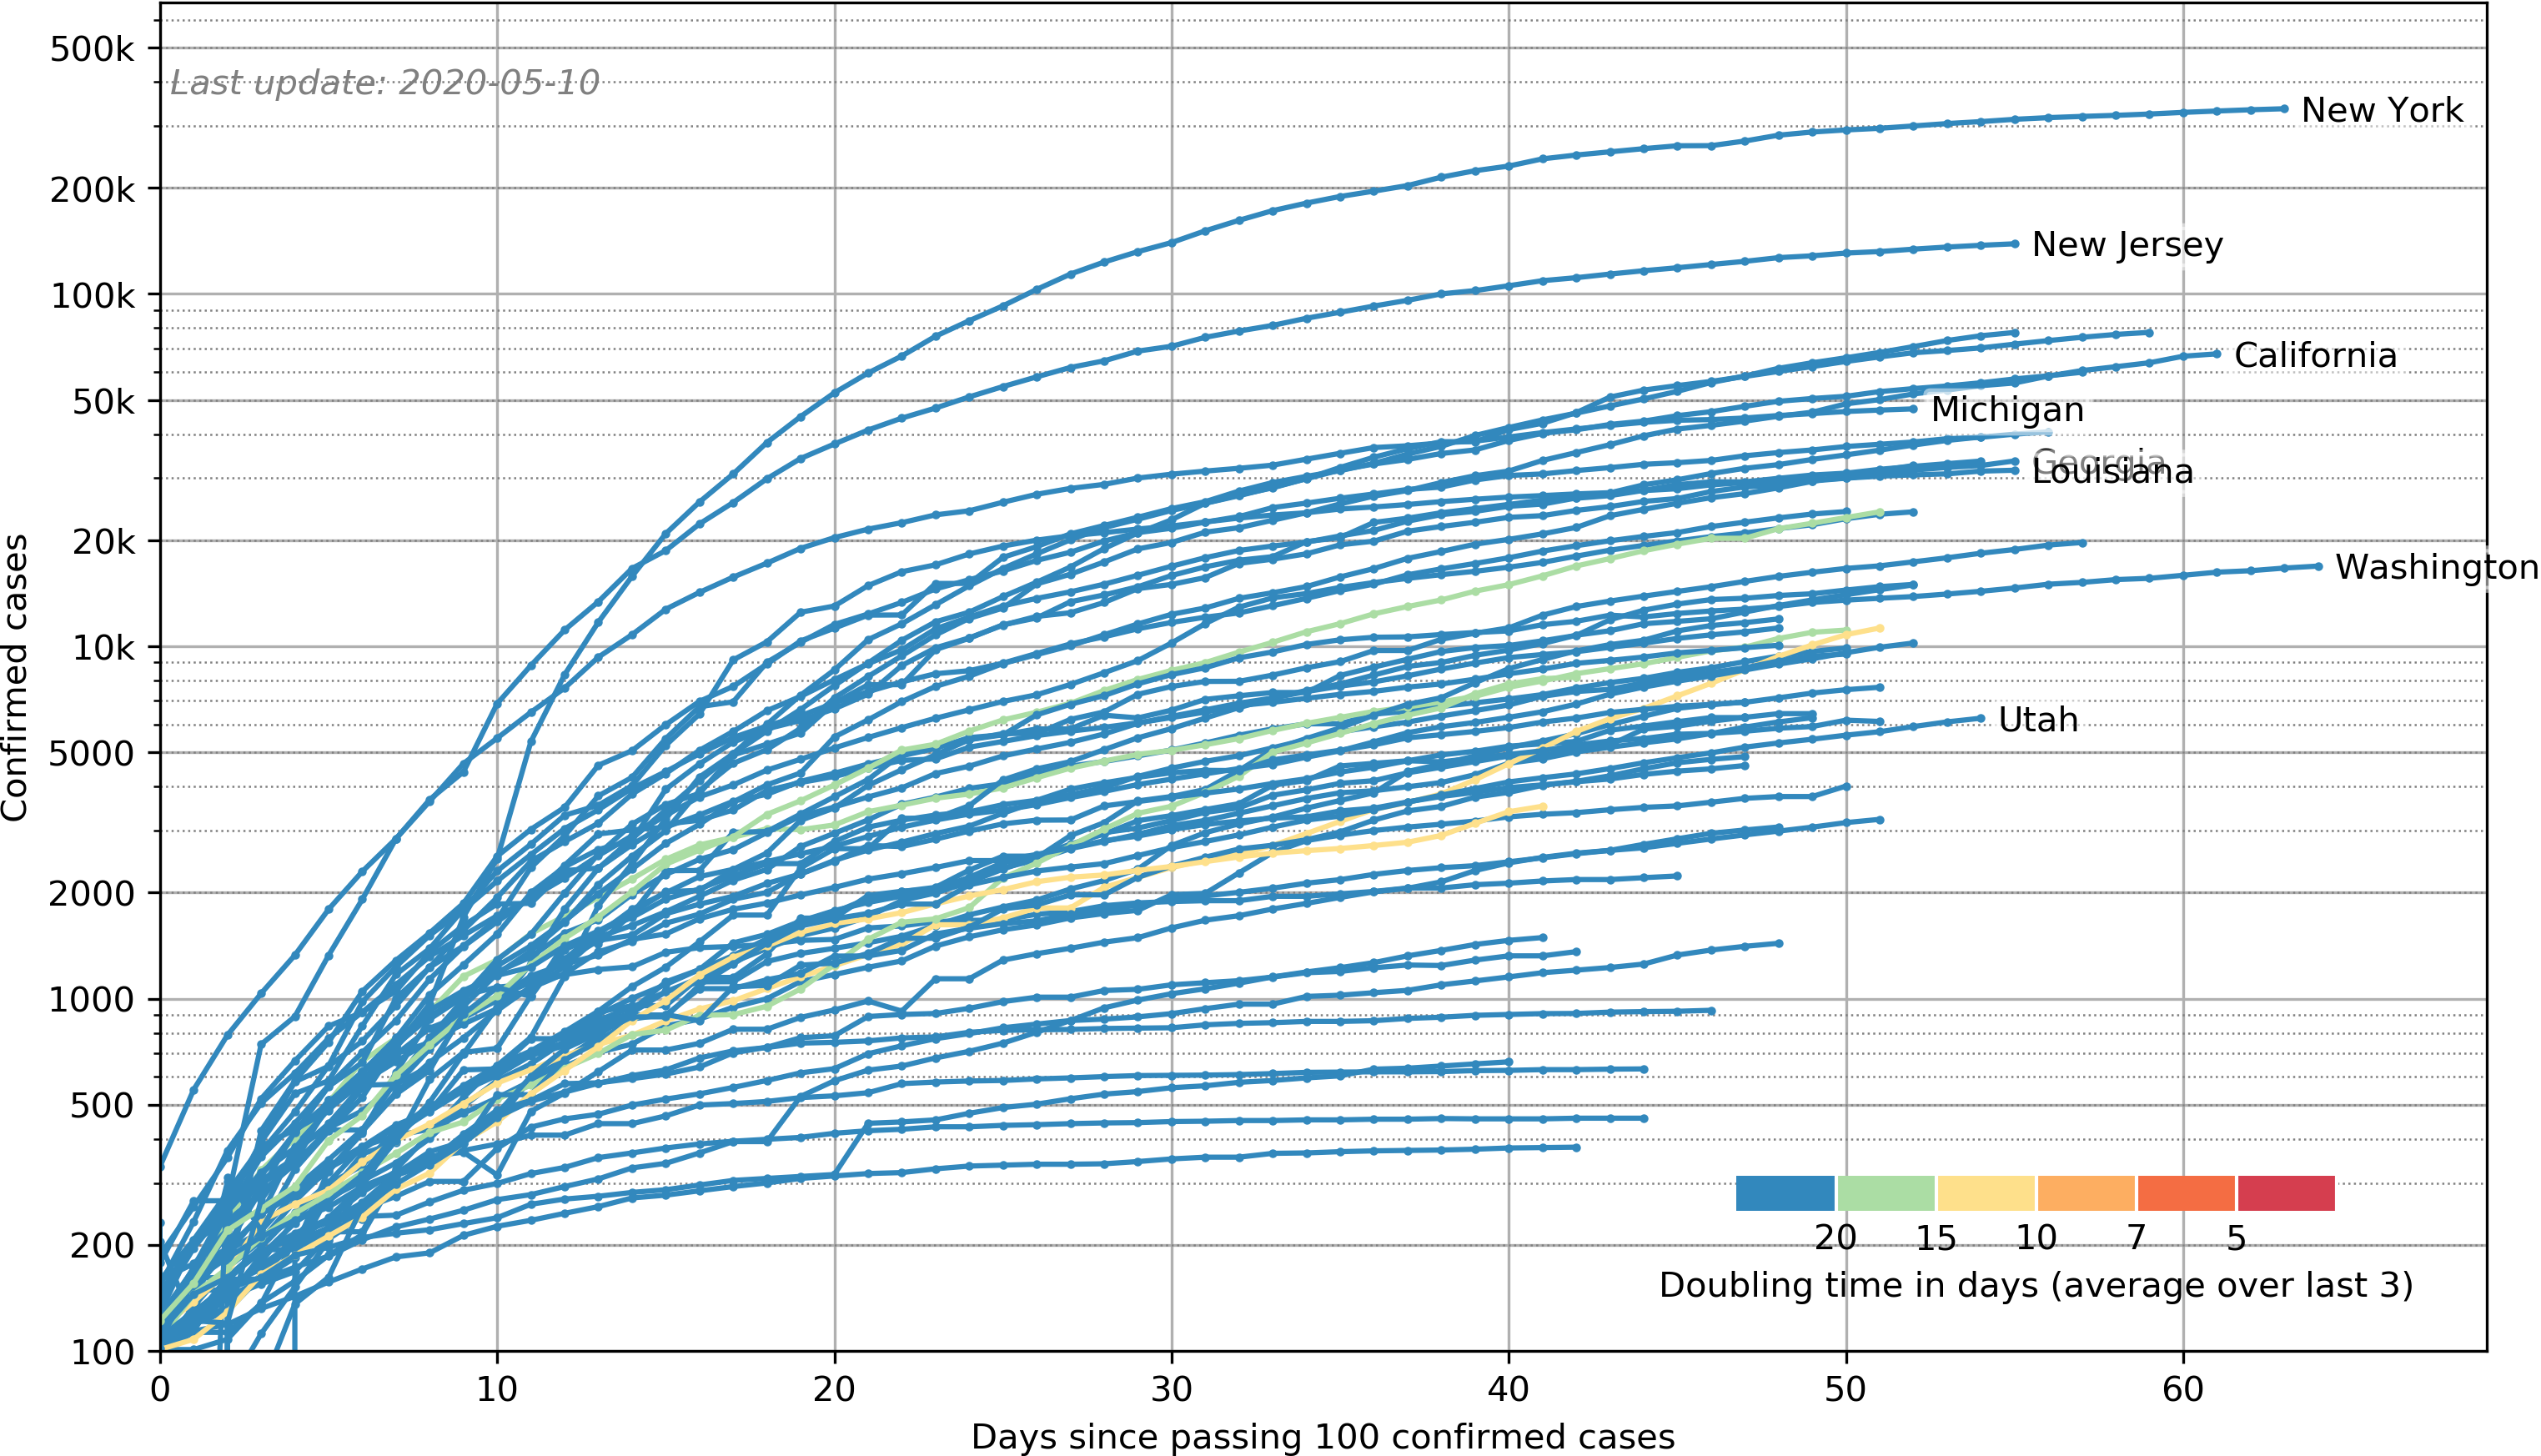 500k
Last update: 2020-05-10
New York
200k
New Jersey
100k
California
50k
Michigan
Georgia
Louisiana
20k
Washington
10k
5000
Utah
2000
1000
500
200
100
Confirmed cases
20 15 10 7 5
Doubling time in days (average over last 3)
0 10 20 30 40 50 60
Days since passing 100 confirmed cases